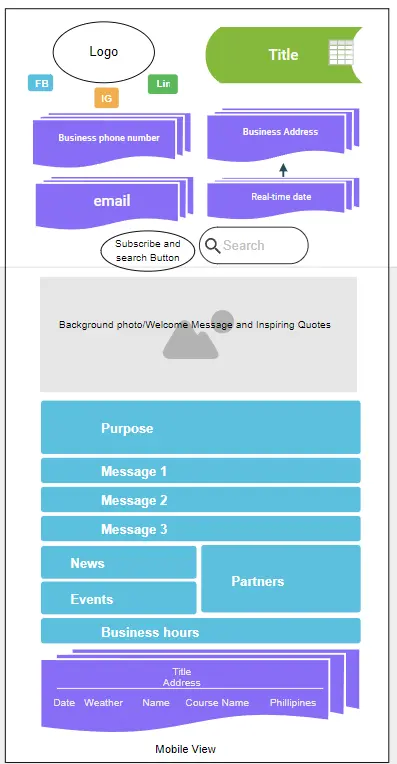 Logo
Title
FB
IG
Lin
Business phone number
Business Address
email
Real-time date
Subscribe and
search Button
Search
Background photo/Welcome Message and Inspiring Quotes
Purpose
Message 1
Message 2
Message 3
News
Partners
Events
Business hours
Title
Address
Date Weather Name Course Name Phillipines
Mobile View